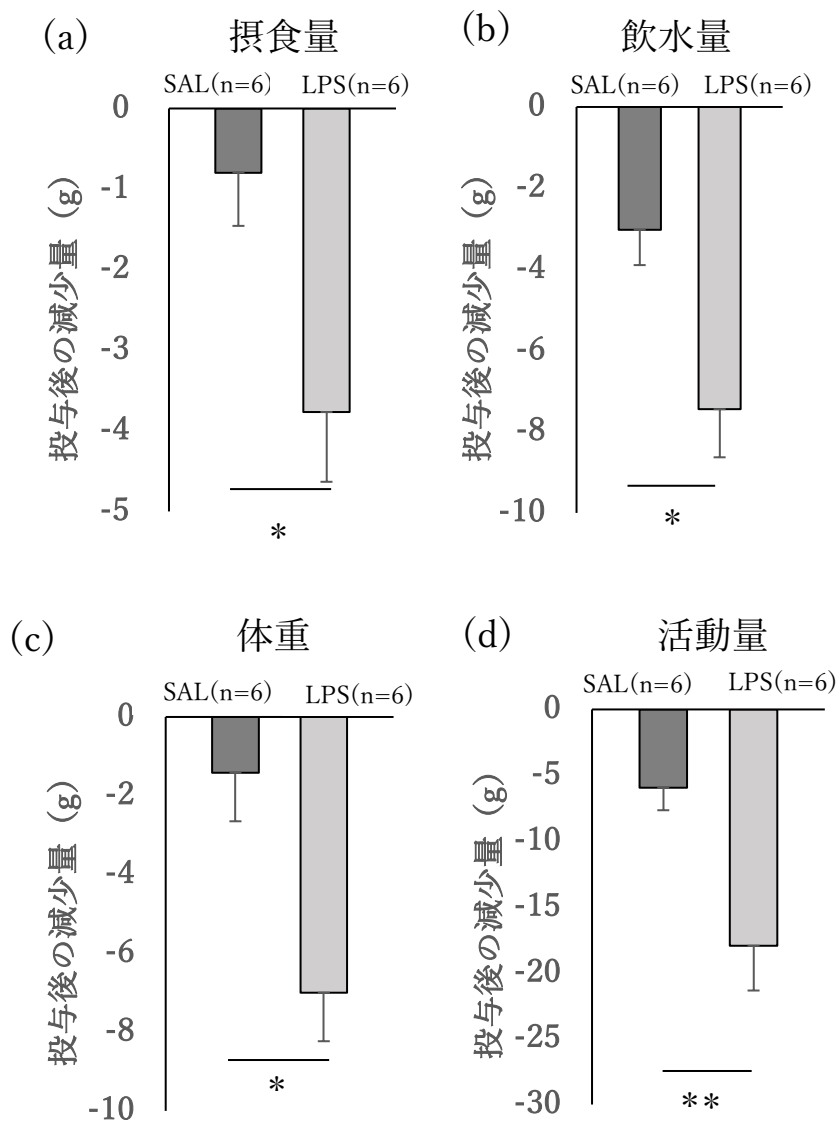 (a)
摂食量
SAL(n=6)
LPS(n=6)
投与後の減少量 (g)
0
-1
-2
-3
-4
-5
*
(b)
飲水量
SAL(n=6)
LPS(n=6)
投与後の減少量 (g)
0
-2
-4
-6
-8
-10
*
(c)
体重
SAL(n=6)
LPS(n=6)
投与後の減少量 (g)
0
-2
-4
-6
-8
-10
*
(d)
活動量
SAL(n=6)
LPS(n=6)
投与後の減少量 (g)
0
-5
-10
-15
-20
-25
-30
**